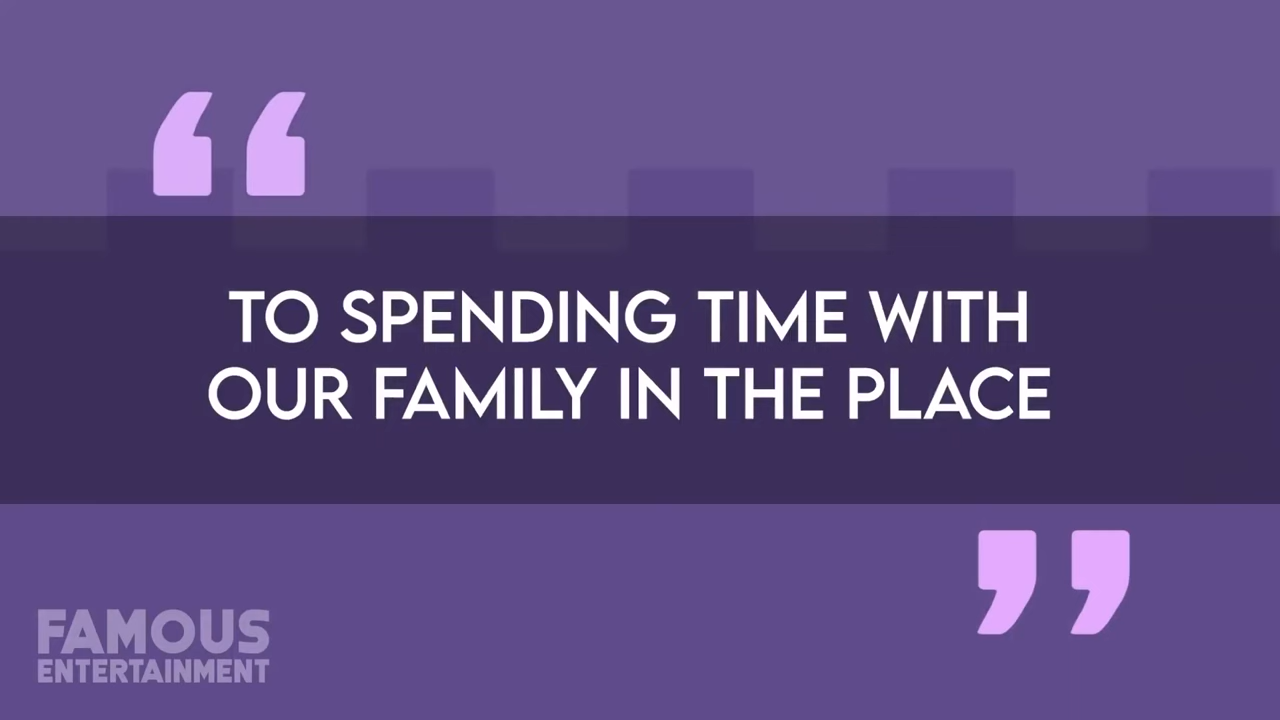 “
TO SPENDING TIME WITH
OUR FAMILY IN THE PLACE
”
FAMOUS
ENTERTAINMENT